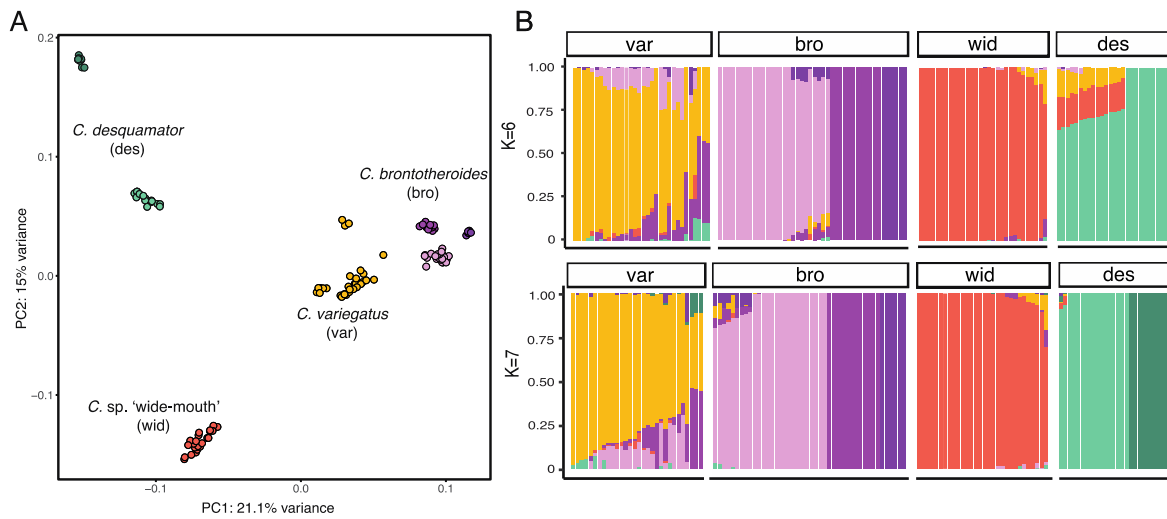 A
0.2
0.1
0.0
−0.1
PC2: 15% variance
C. desquamator
(des)
C. brontotheroides
(bro)
C. variegatus
(var)
C. sp. ‘wide-mouth’
(wid)
−0.1
0.0
0.1
PC1: 21.1% variance
B
var
bro
wid
des
1.00
0.75
0.50
0.25
0
K=6
var
bro
wid
des
1.00
0.75
0.50
0.25
0
K=7